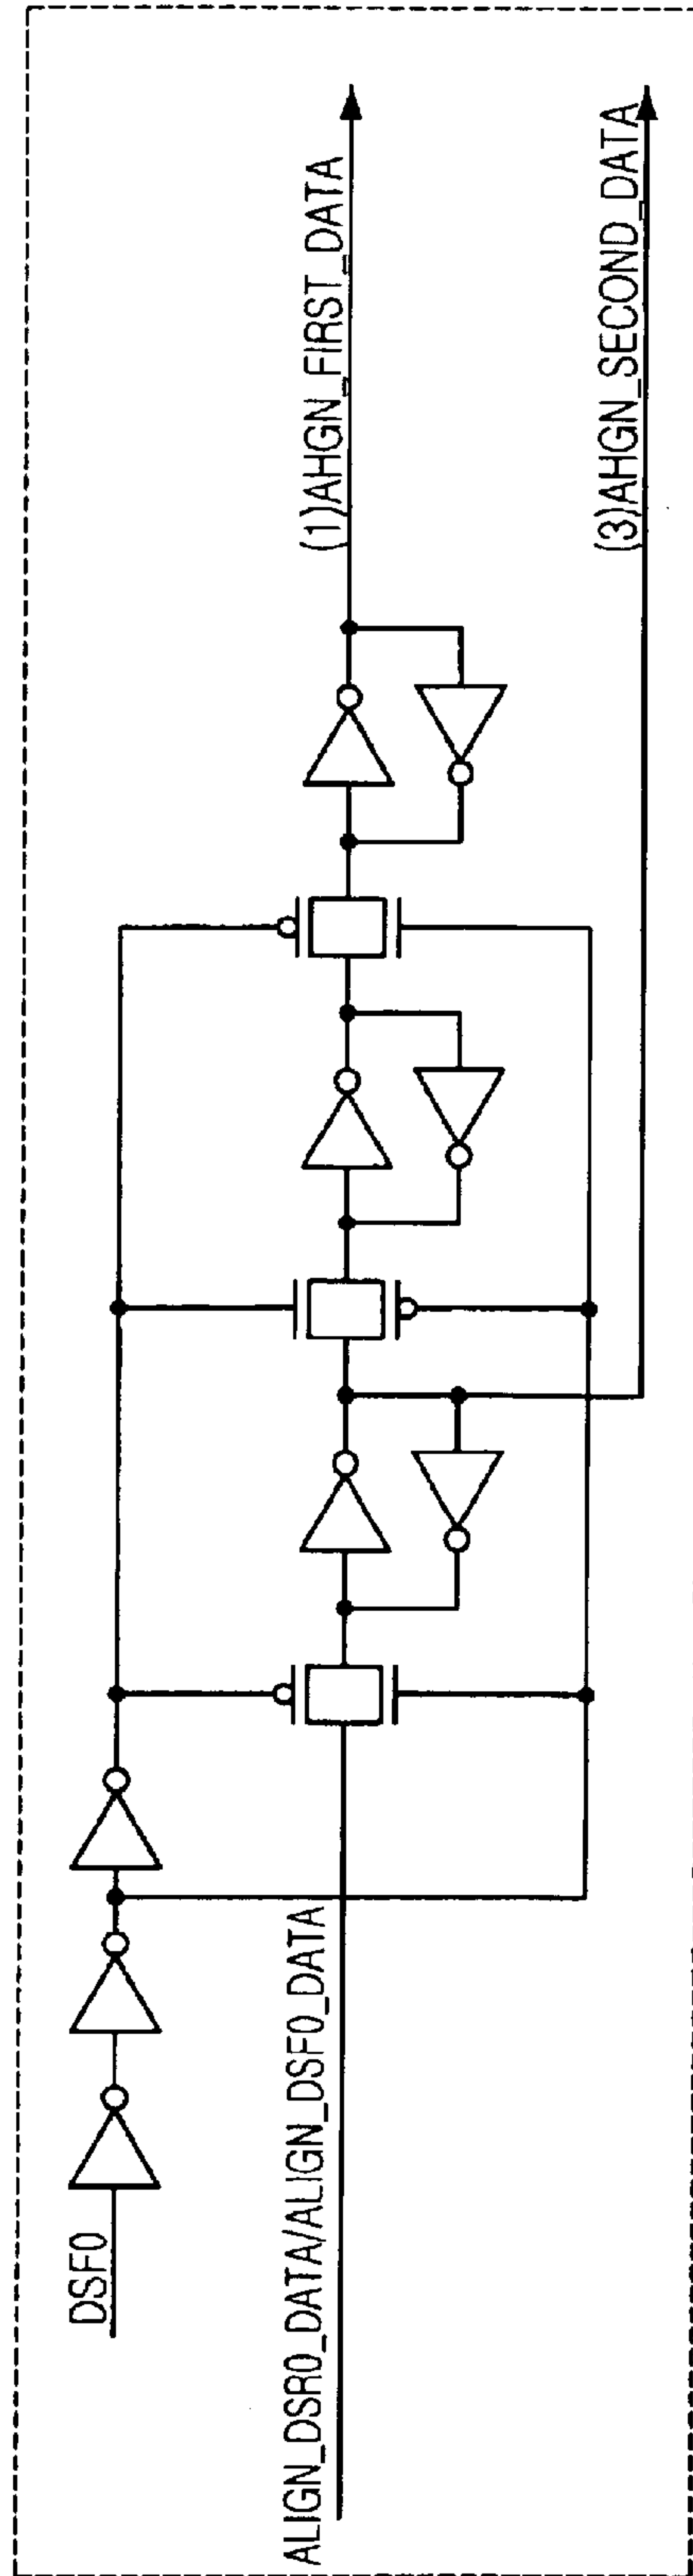 DSF0
ALIGN_DSR0_DATA/ALIGN_DSF0_DATA
(1)AHGN_FIRST_DATA
(3)AHGN_SECOND_DATA